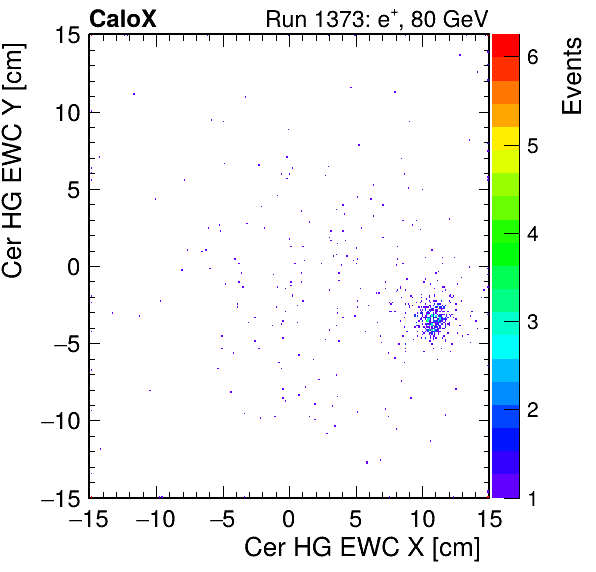 CaloX Run 1373: e+, 80 GeV
Cer HG EWC Y [cm]
15
10
5
0
−5
−10
−15
−15 −10 −5 0 5 10 15
Cer HG EWC X [cm]
Events
6
5
4
3
2
1